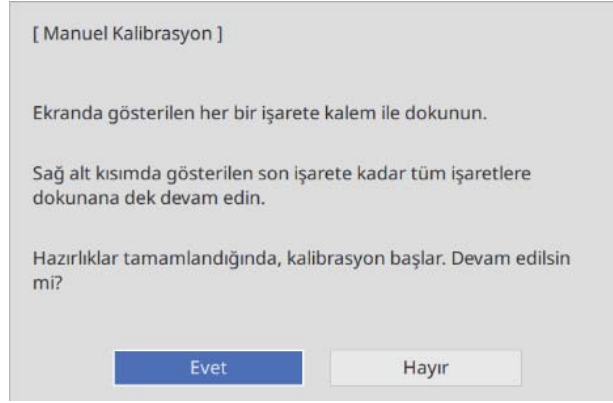 [ Manuel Kalibrasyon ]
Ekranda gösterilen her bir işarete kalem ile dokunun.
Sağ alt kısımda gösterilen son işarete kadar tüm işaretlere
dokunana dek devam edin.
Hazırlıklar tamamlandığında, kalibrasyon başlar. Devam edilsin
mi?
Evet
Hayır